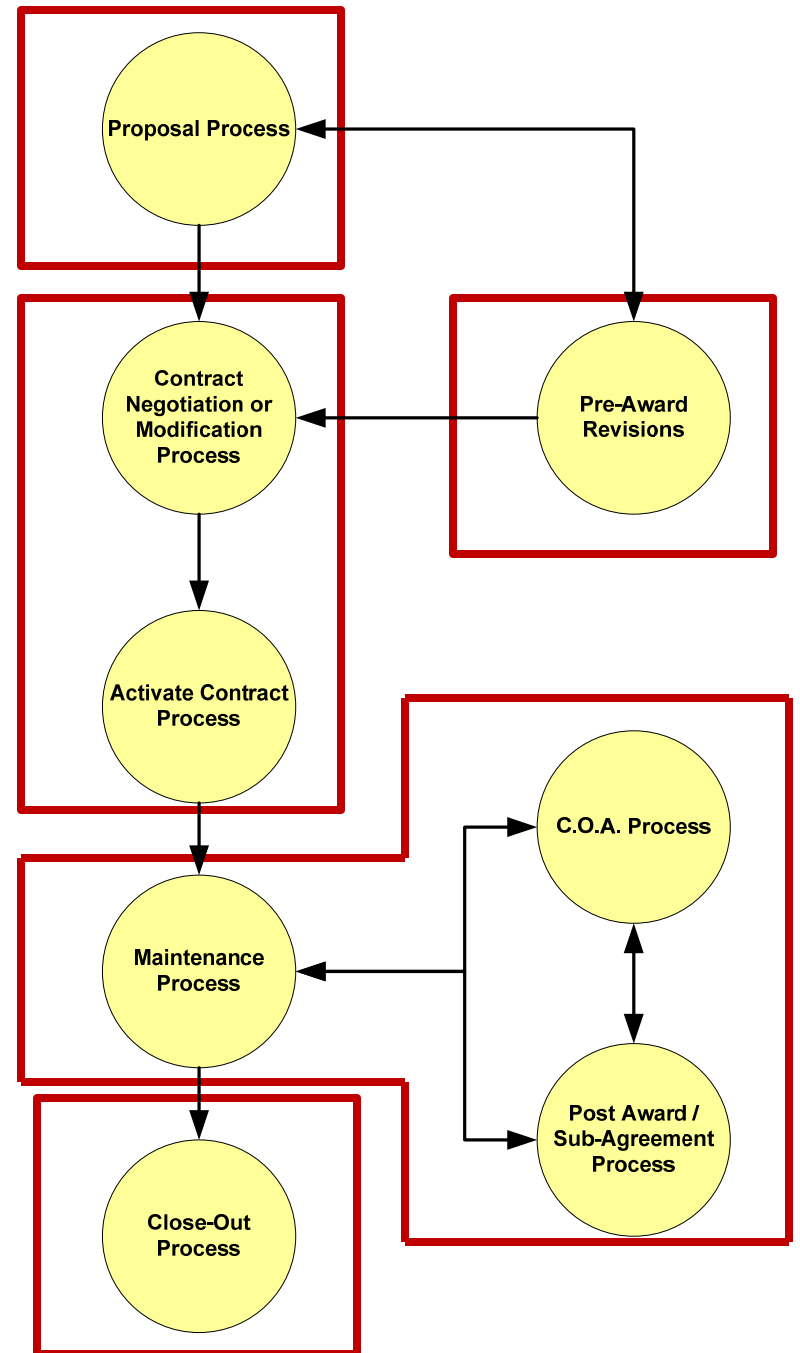 Proposal Process
Contract
Negotiation or
Modification
Process
Pre-Award
Revisions
Activate Contract
Process
C.O.A. Process
Maintenance
Process
Post Award /
Sub-Agreement
Process
Close-Out
Process